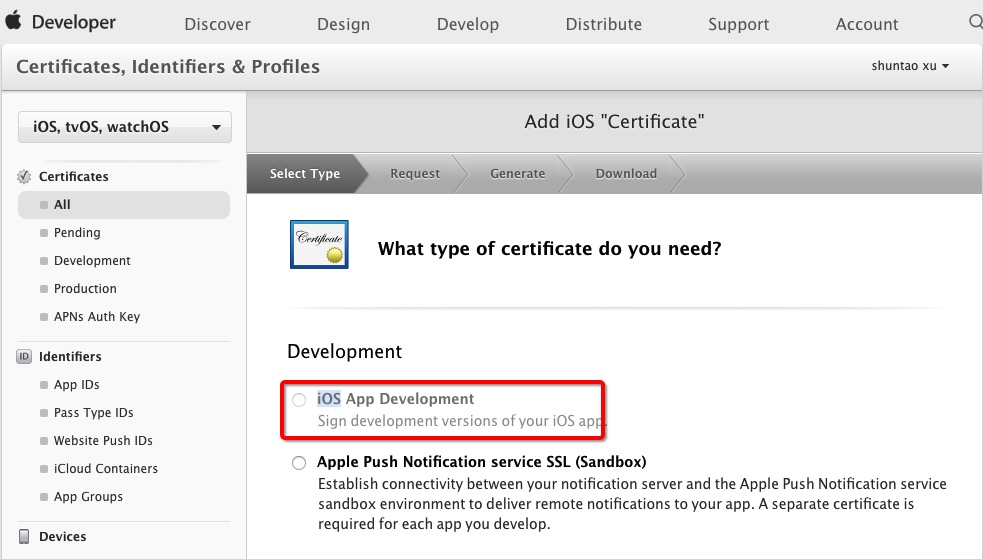 Developer
Discover
Design
Develop
Distribute
Support
Account
Certificates, Identifiers & Profiles
shuntao xu
iOS, tvOS, watchOS
Add iOS "Certificate"
Select Type
Request
Generate
Download
Certificates
All
Pending
Development
Production
APNs Auth Key
ID Identifiers
App IDs
Pass Type IDs
Website Push IDs
iCloud Containers
App Groups
Devices
Certificate
What type of certificate do you need?
Development
iOS App Development
Sign development versions of your iOS app.
Apple Push Notification service SSL (Sandbox)
Establish connectivity between your notification server and the Apple Push Notification service
sandbox environment to deliver remote notifications to your app. A separate certificate is
required for each app you develop.